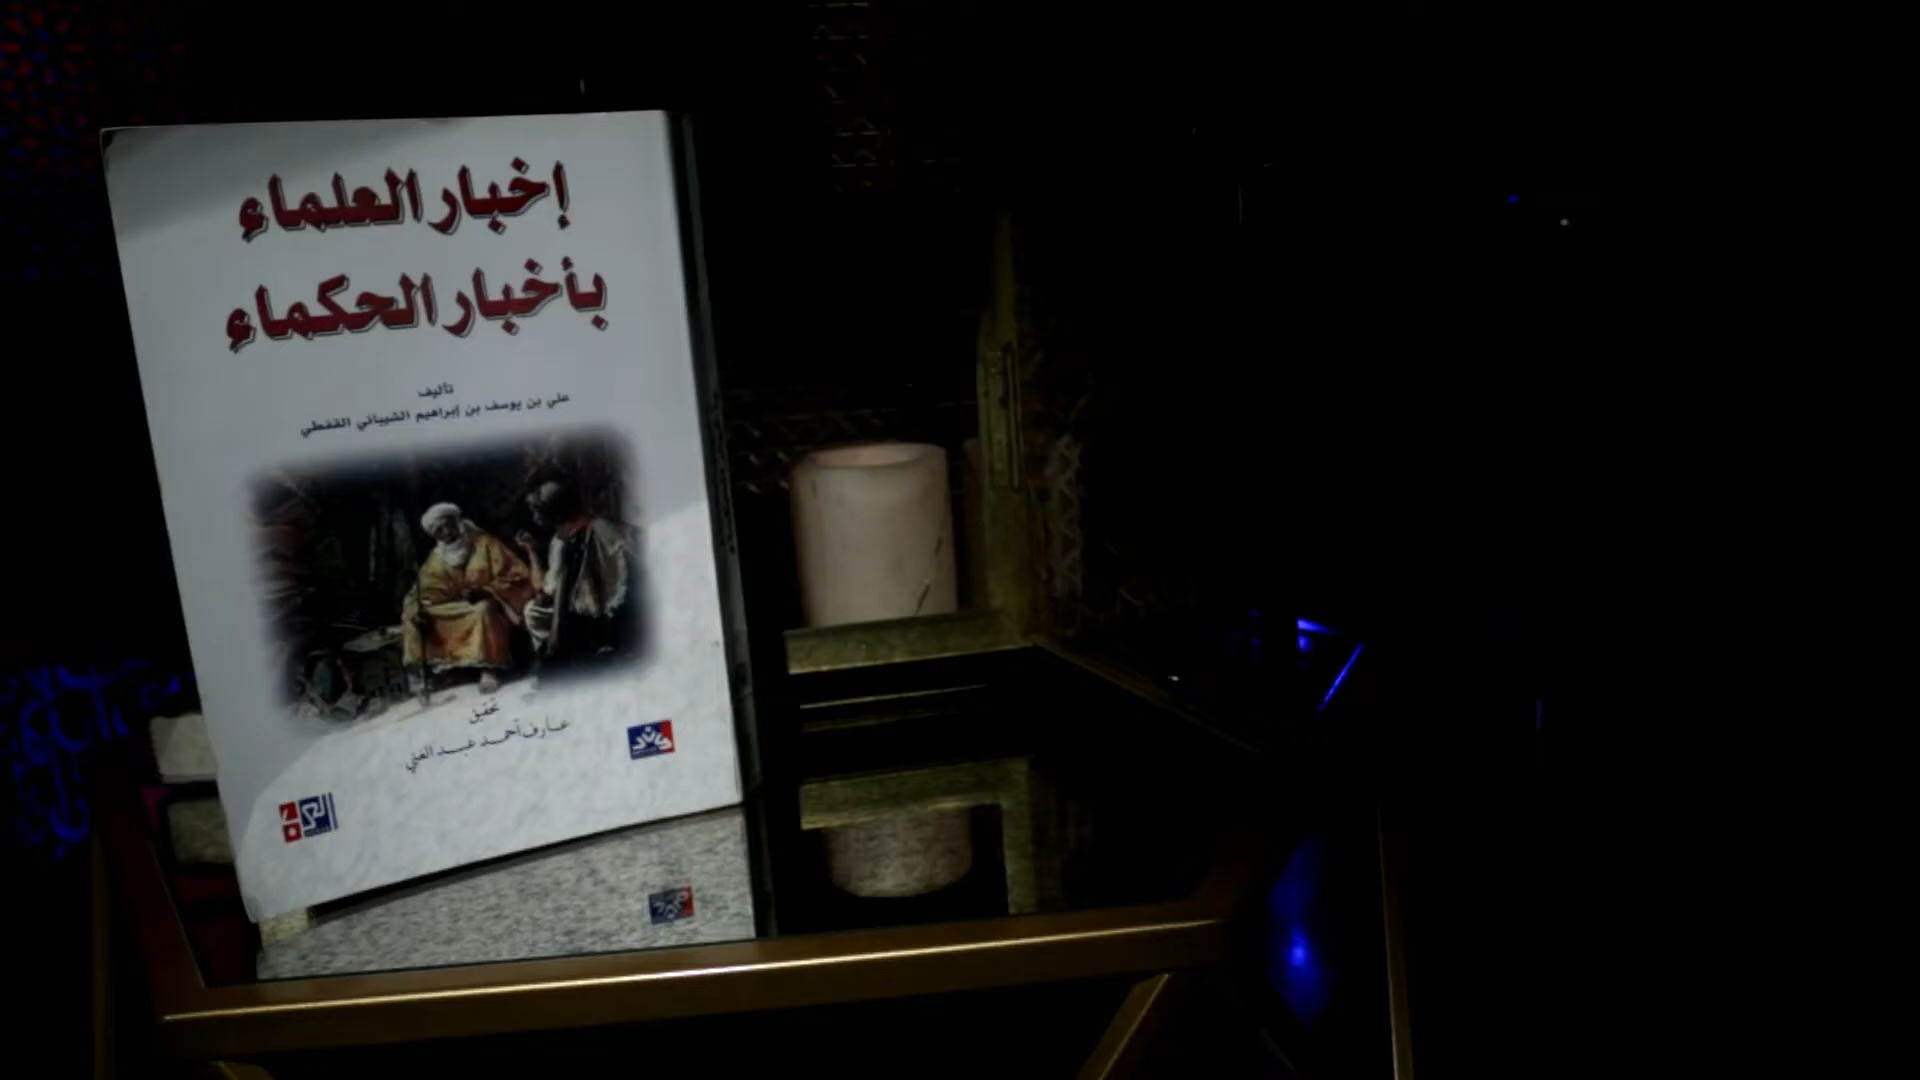 إخبار العلماء
بأخبار الحكماء
تأليف
علي بن يوسف بن إبراهيم الشيباني القفطي
تحقيق
عارف أحمد عبد الغني